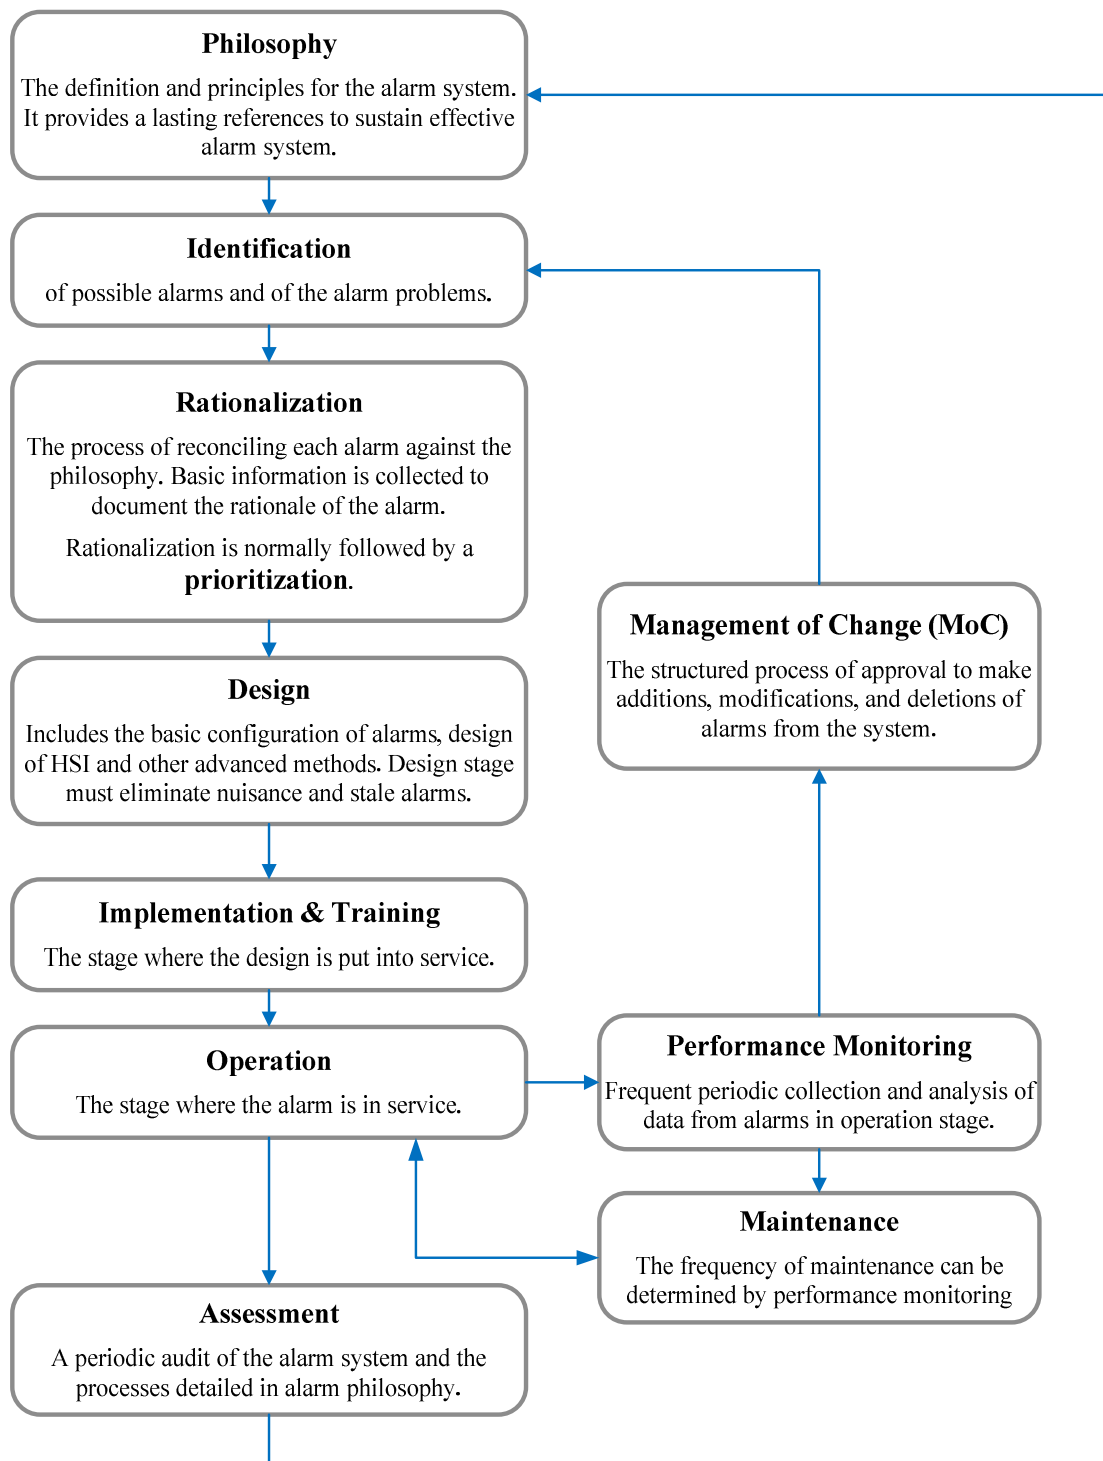 Philosophy
The definition and principles for the alarm system.
It provides a lasting references to sustain effective
alarm system.
Identification
of possible alarms and of the alarm problems.
Rationalization
The process of reconciling each alarm against the
philosophy. Basic information is collected to
document the rationale of the alarm.
Rationalization is normally followed by a
prioritization.
Design
Includes the basic configuration of alarms, design
of HSI and other advanced methods. Design stage
must eliminate nuisance and stale alarms.
Implementation & Training
The stage where the design is put into service.
Operation
The stage where the alarm is in service.
Assessment
A periodic audit of the alarm system and the
processes detailed in alarm philosophy.
Management of Change (MoC)
The structured process of approval to make
additions, modifications, and deletions of
alarms from the system.
Performance Monitoring
Frequent periodic collection and analysis of
data from alarms in operation stage.
Maintenance
The frequency of maintenance can be
determined by performance monitoring